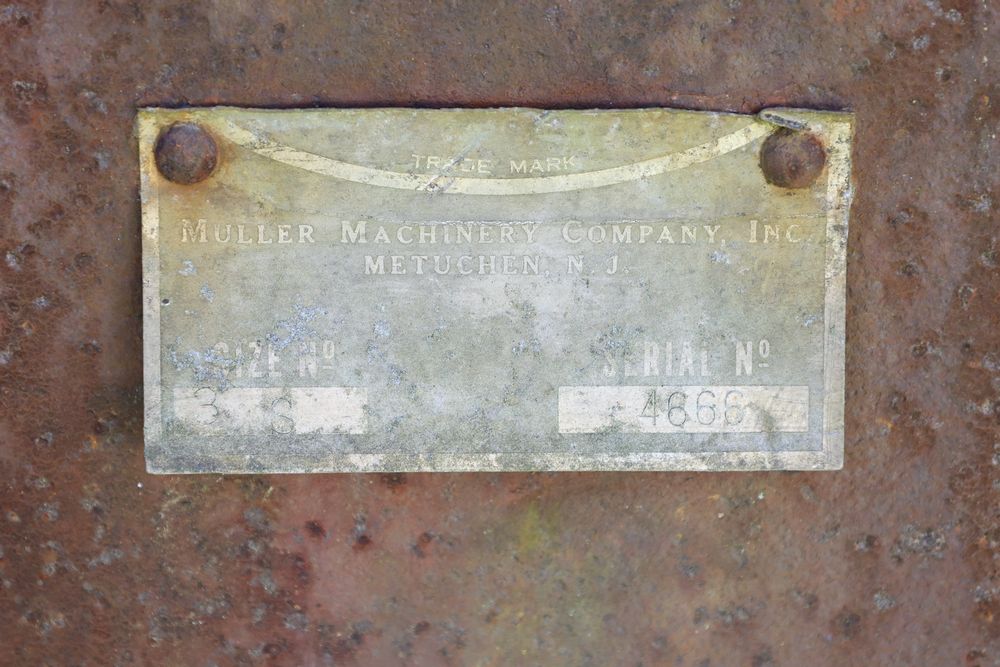 TRADE MARK
MULLER MACHINERY COMPANY, INC.
METUCHEN, N. J.
SIZE Nº SERIAL Nº
3 S 4666